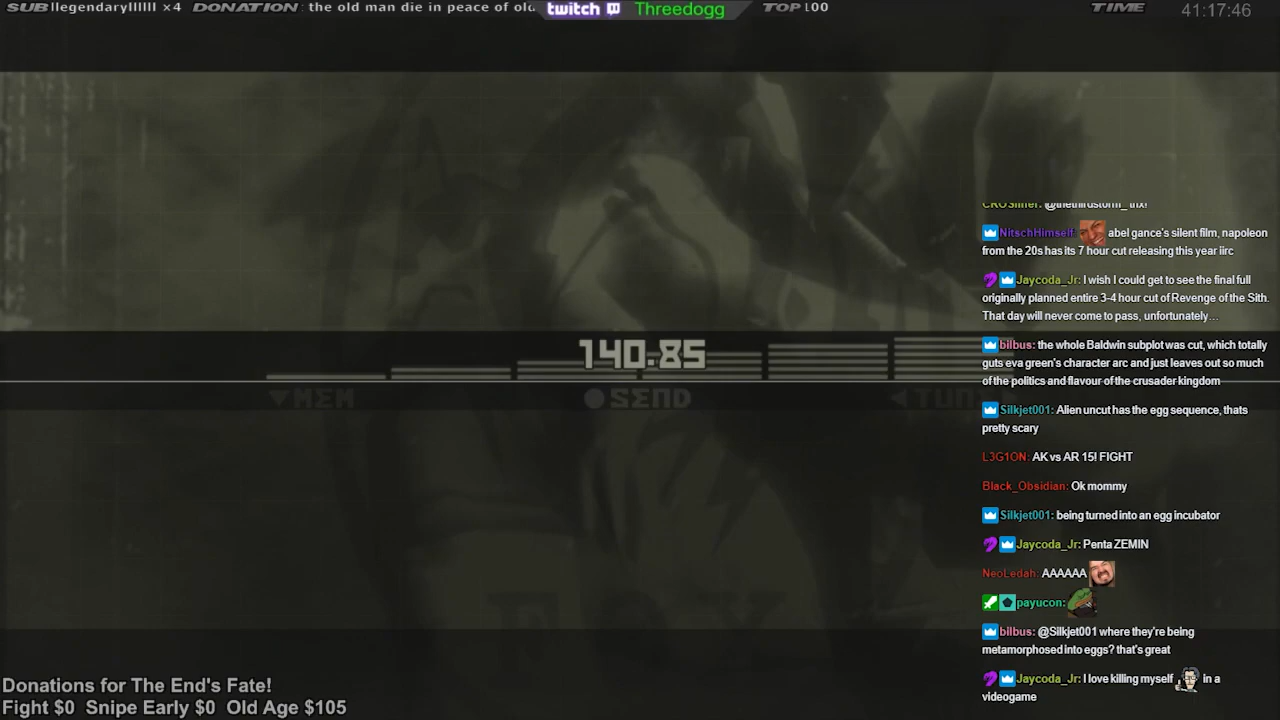 SUB llegendaryllllll ×4 DONATION: the old man die in peace of old twitch Threedogg TOP 100 TIME 41:17:46
@thethirdstorm_ trix!
NitschHimself: abel gance's silent film, napoleon
from the 20s has its 7 hour cut releasing this year iirc
Jaycoda_Jr: I wish I could get to see the final full
originally planned entire 3-4 hour cut of Revenge of the Sith.
That day will never come to pass, unfortunately…
140.85
bilbus: the whole Baldwin subplot was cut, which totally
guts eva green's character arc and just leaves out so much
of the politics and flavour of the crusader kingdom
▼MEM ●SEND ◀TUN
Silkjet001: Alien uncut has the egg sequence, thats
pretty scary
L3G1ON: AK vs AR 15! FIGHT
Black_Obsidian: Ok mommy
Silkjet001: being turned into an egg incubator
Jaycoda_Jr: Penta ZEMIN
NeoLedah: AAAAAA
payucon:
bilbus: @Silkjet001 where they're being
metamorphosed into eggs? that's great
Jaycoda_Jr: I love killing myself in a
videogame
Donations for The End's Fate!
Fight $0 Snipe Early $0 Old Age $105